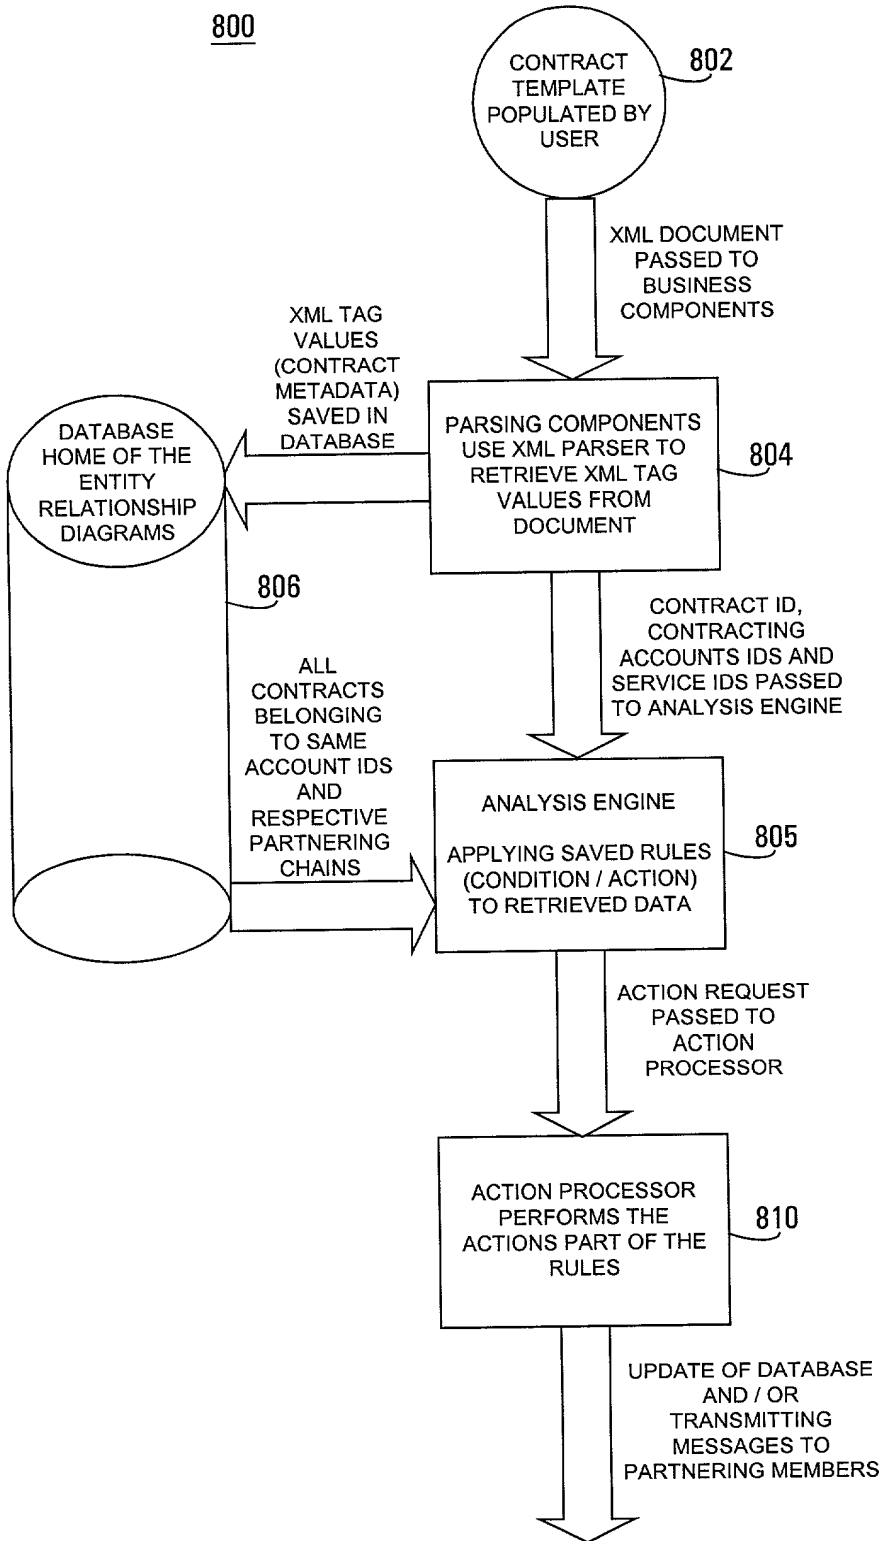 800
CONTRACT
TEMPLATE
POPULATED BY
USER
802
XML DOCUMENT
PASSED TO
BUSINESS
COMPONENTS
XML TAG
VALUES
(CONTRACT
METADATA)
SAVED IN
DATABASE
PARSING COMPONENTS
USE XML PARSER TO
RETRIEVE XML TAG
VALUES FROM
DOCUMENT
804
DATABASE
HOME OF THE
ENTITY
RELATIONSHIP
DIAGRAMS
806
CONTRACT ID,
CONTRACTING
ACCOUNTS IDS AND
SERVICE IDS PASSED
TO ANALYSIS ENGINE
ALL
CONTRACTS
BELONGING
TO SAME
ACCOUNT IDS
AND
RESPECTIVE
PARTNERING
CHAINS
ANALYSIS ENGINE
APPLYING SAVED RULES
(CONDITION / ACTION)
TO RETRIEVED DATA
805
ACTION REQUEST
PASSED TO
ACTION
PROCESSOR
ACTION PROCESSOR
PERFORMS THE
ACTIONS PART OF THE
RULES
810
UPDATE OF DATABASE
AND / OR
TRANSMITTING
MESSAGES TO
PARTNERING MEMBERS